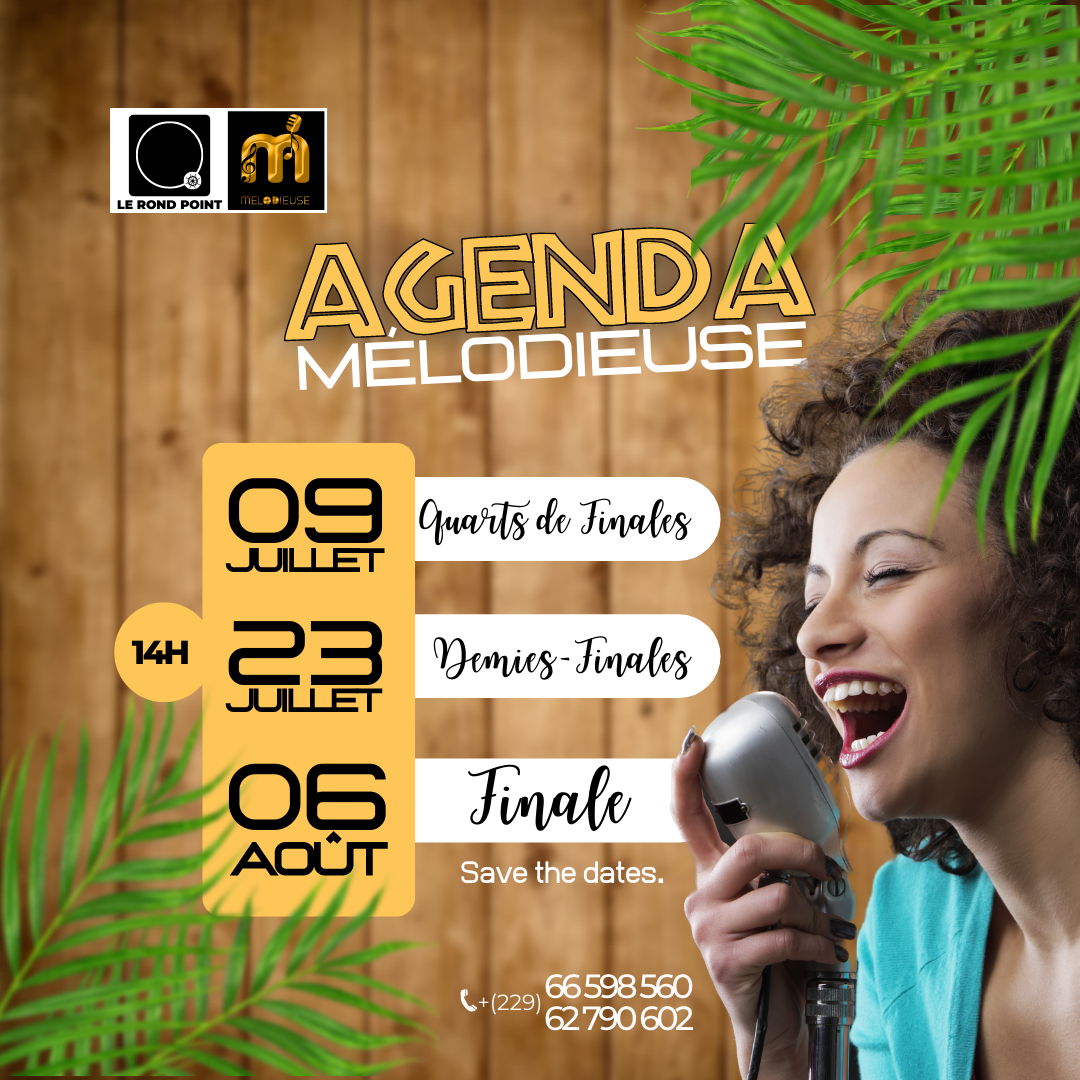 LE ROND POINT
MELODIEUSE
AGENDA
MÉLODIEUSE
09
JUILLET
Quarts de Finales
14H
23
JUILLET
Demies-Finales
06
AOÛT
Finale
Save the dates.
+(229)
66 598 560
62 790 602